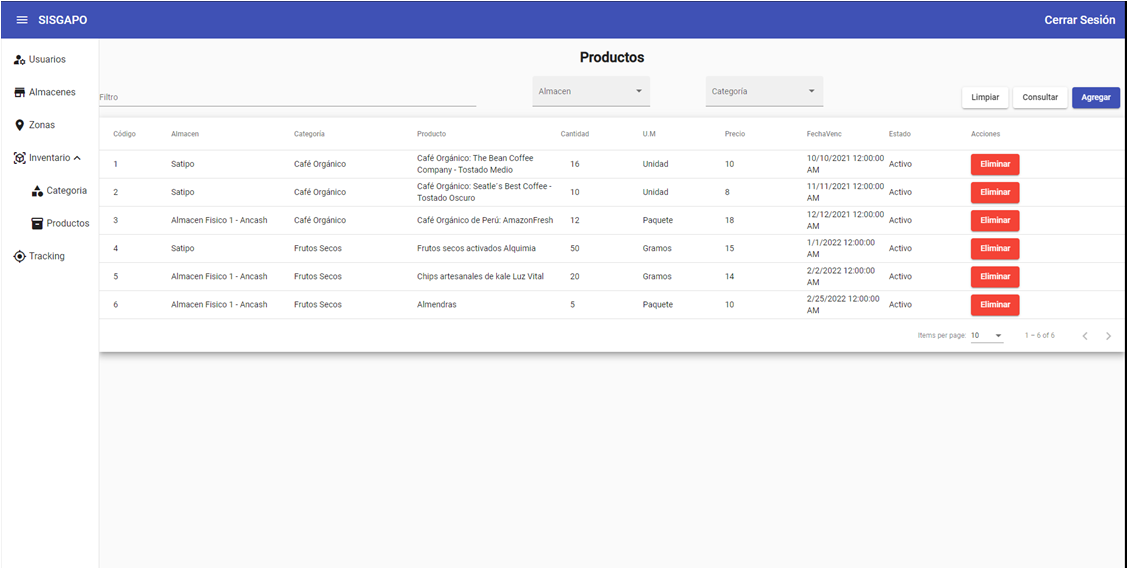 SISGAPO
Cerrar Sesión
Usuarios
Almacenes
Zonas
Inventario
Categoria
Productos
Tracking
Productos
Filtro
Almacen
Categoría
Limpiar
Consultar
Agregar
Código Almacen Categoría Producto Cantidad U.M Precio FechaVenc Estado Acciones
1 Satipo Café Orgánico Café Orgánico: The Bean Coffee 16 Unidad 10 10/10/2021 12:00:00 Activo Eliminar
Company - Tostado Medio AM
2 Satipo Café Orgánico Café Orgánico: Seatle´s Best Coffee - 10 Unidad 8 11/11/2021 12:00:00 Activo Eliminar
Tostado Oscuro AM
3 Almacen Fisico 1 - Ancash Café Orgánico Café Orgánico de Perú: AmazonFresh 12 Paquete 18 12/12/2021 12:00:00 Activo Eliminar
AM
4 Satipo Frutos Secos Frutos secos activados Alquimia 50 Gramos 15 1/1/2022 12:00:00 Activo Eliminar
AM
5 Almacen Fisico 1 - Ancash Frutos Secos Chips artesanales de kale Luz Vital 20 Gramos 14 2/2/2022 12:00:00 Activo Eliminar
AM
6 Almacen Fisico 1 - Ancash Frutos Secos Almendras 5 Paquete 10 2/25/2022 12:00:00 Activo Eliminar
AM
Items per page: 10 1 – 6 of 6